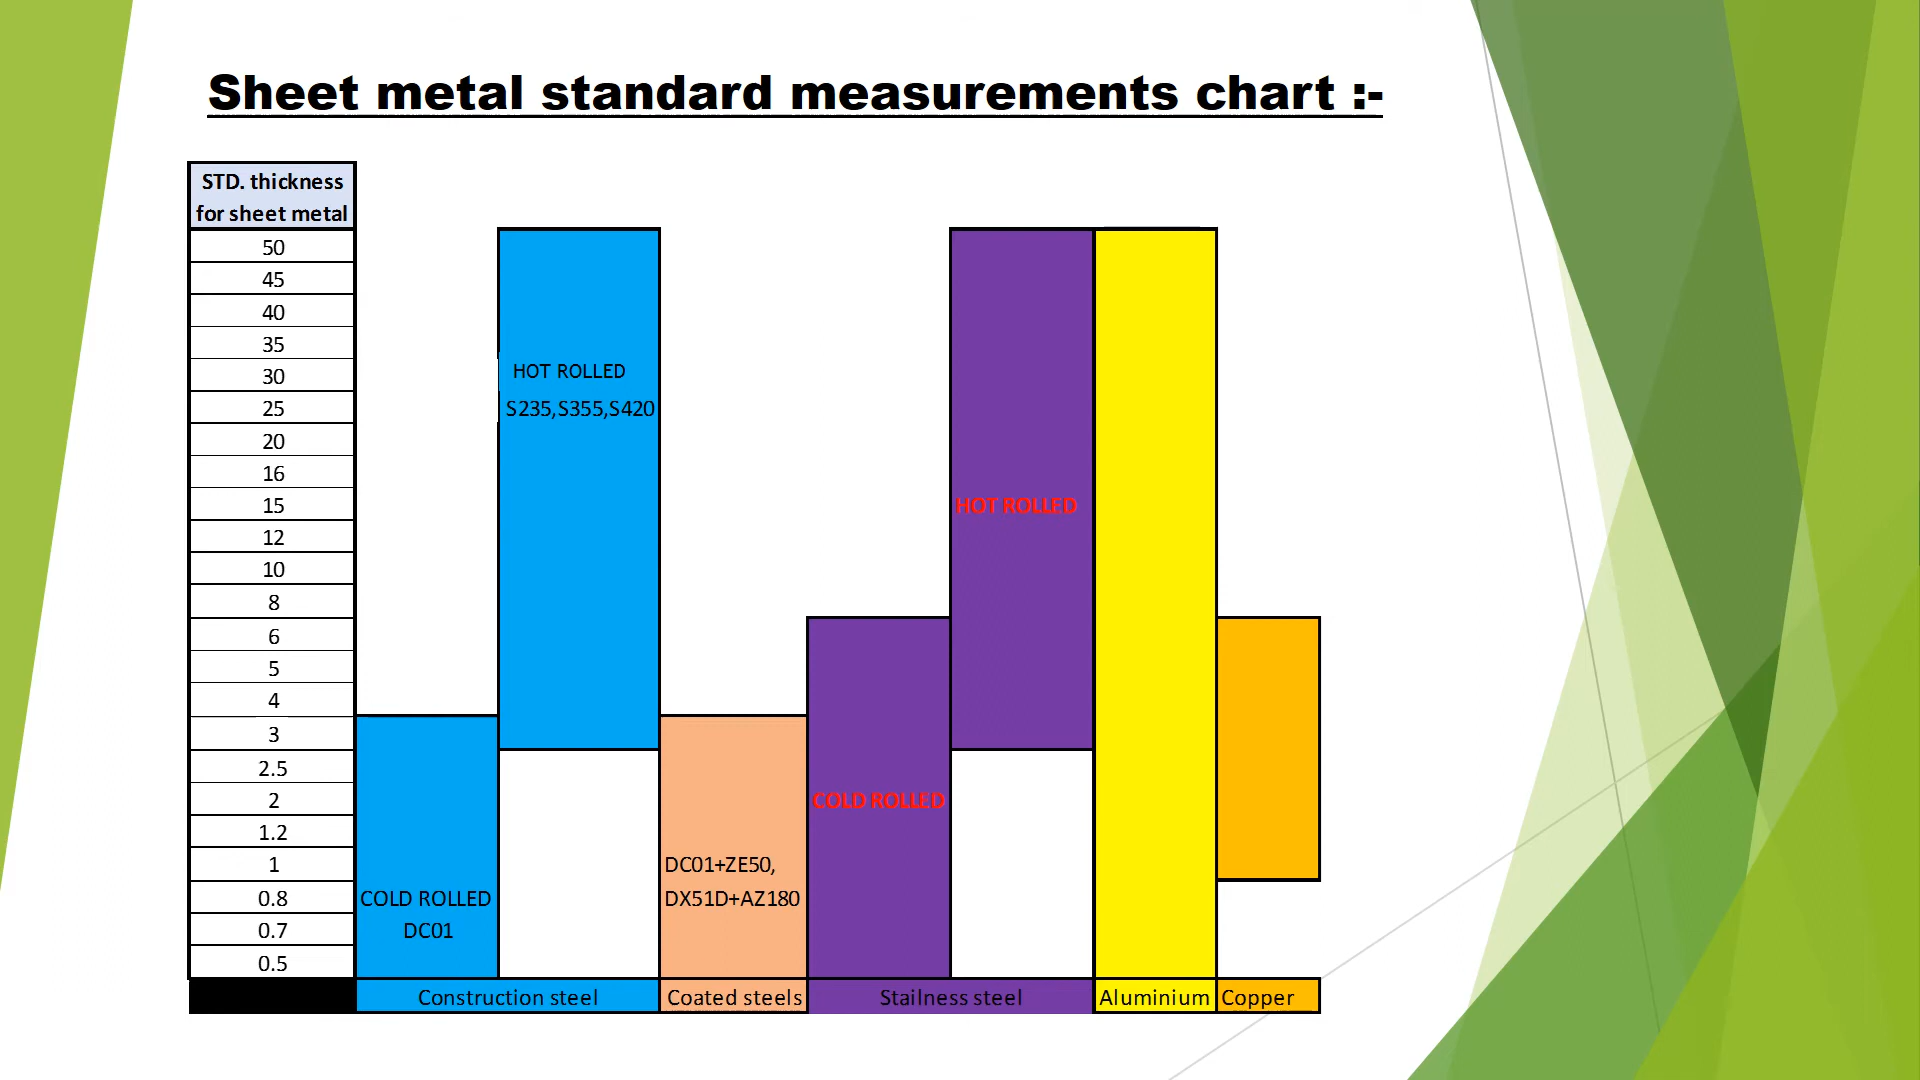 Sheet metal standard measurements chart :-
STD. thickness
for sheet metal
50
45
40
35
30
25
20
16
15
12
10
8
6
5
4
3
2.5
2
1.2
1
0.8
0.7
0.5
COLD ROLLED
DC01
HOT ROLLED
S235,S355,S420
DC01+ZE50,
DX51D+AZ180
COLD ROLLED
HOT ROLLED
Construction steel
Coated steels
Stailness steel
Aluminium
Copper